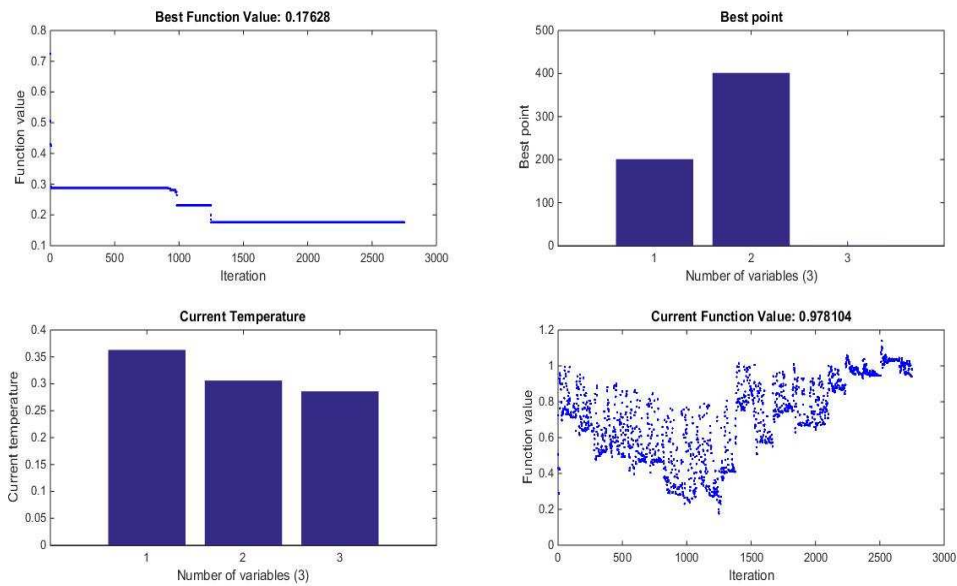 Best Function Value: 0.17628
Function value
0.8
0.7
0.6
0.5
0.4
0.3
0.2
0.1
0 500 1000 1500 2000 2500 3000
Iteration
Best point
Best point
500
400
300
200
100
0
1 2 3
Number of variables (3)
Current Temperature
Current temperature
0.4
0.35
0.3
0.25
0.2
0.15
0.1
0.05
0
1 2 3
Number of variables (3)
Current Function Value: 0.978104
Function value
1.2
1
0.8
0.6
0.4
0.2
0
0 500 1000 1500 2000 2500 3000
Iteration